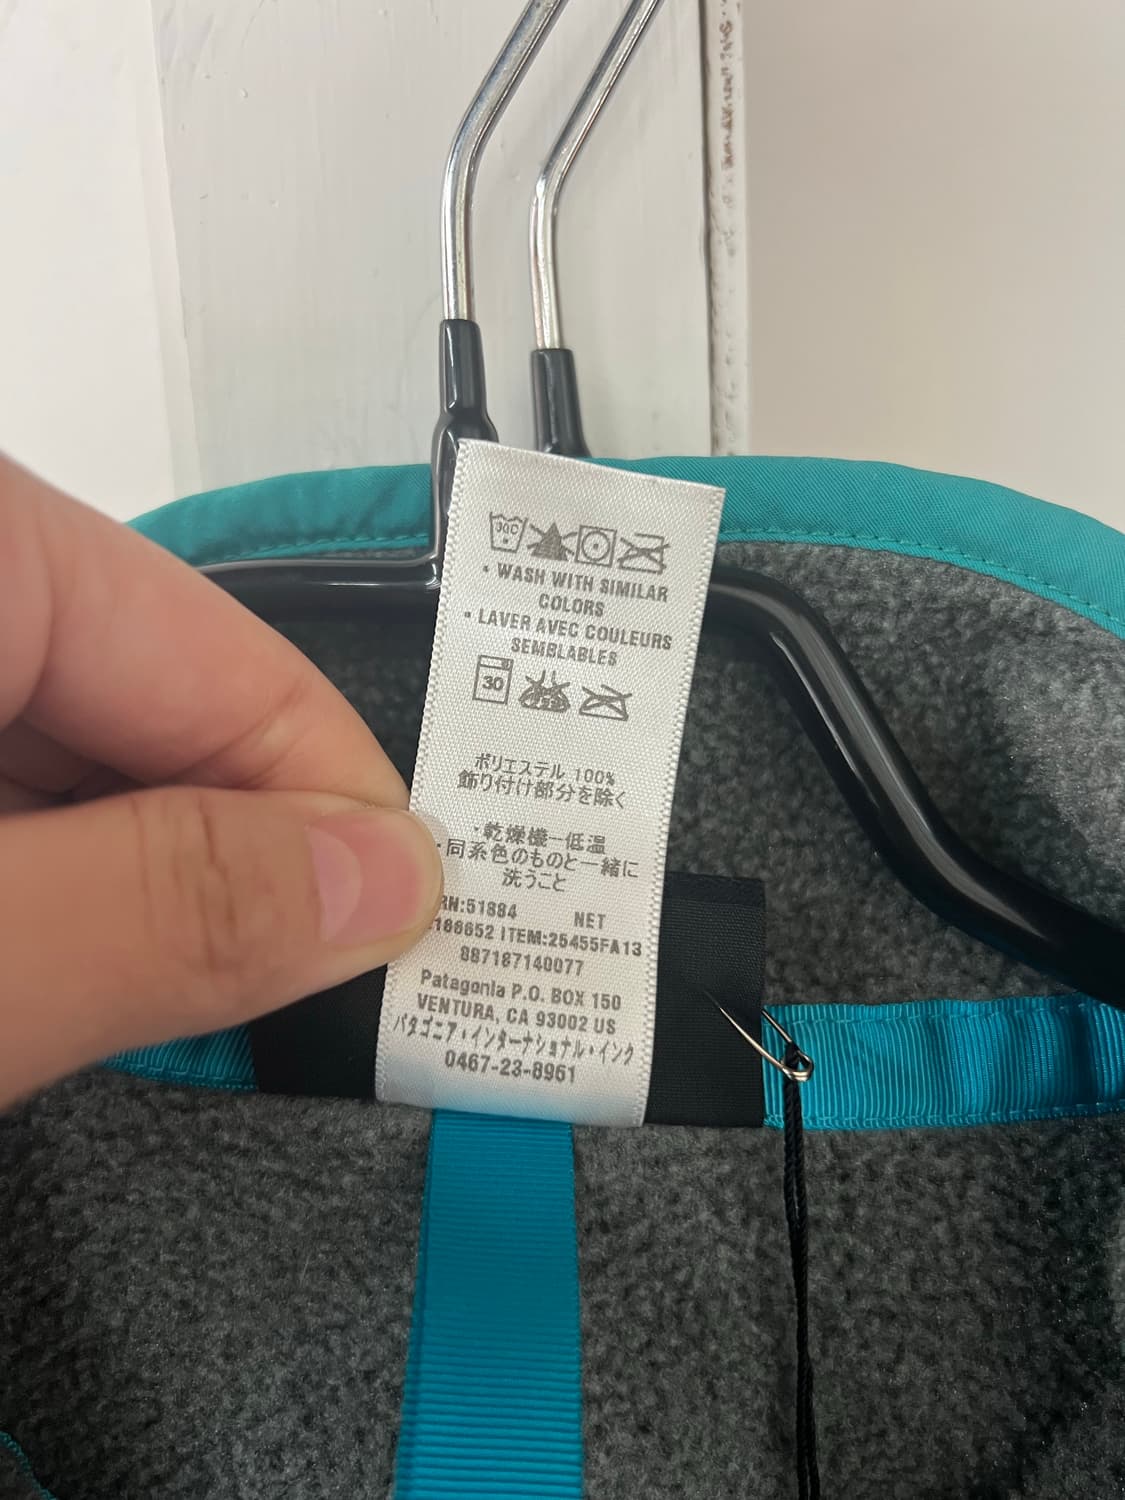 30C
• WASH WITH SIMILAR
COLORS
• LAVER AVEC COULEURS
SEMBLABLES
30
ポリエステル 100%
飾り付け部分を除く
・乾燥機一低温
・同系色のものと一緒に
洗うこと
RN:51884 NET
188652 ITEM:25455FA13
887187140077
Patagonia P.O. BOX 150
VENTURA, CA 93002 US
パタゴニア・インターナショナル・インク
0467-23-8961